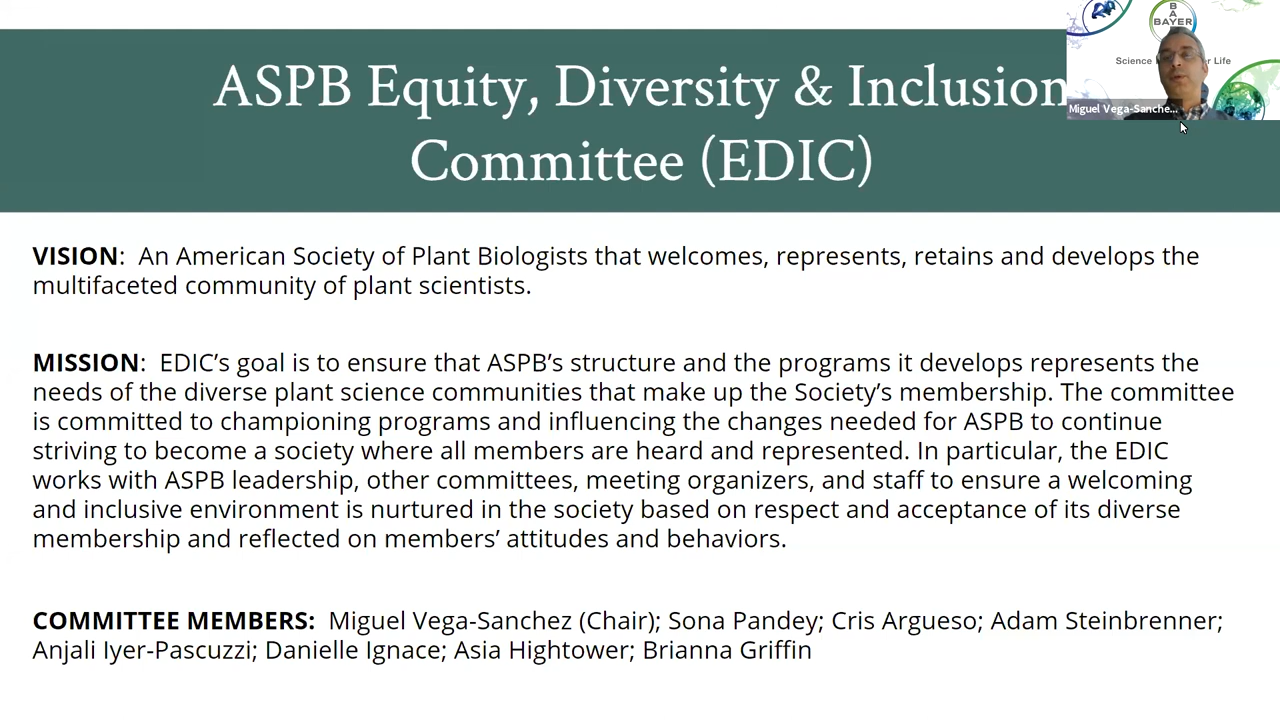 ASPB Equity, Diversity & Inclusion
Committee (EDIC)
BAYER
BAYER
Science
r Life
Miguel Vega-Sanche...
VISION: An American Society of Plant Biologists that welcomes, represents, retains and develops the
multifaceted community of plant scientists.
MISSION: EDIC’s goal is to ensure that ASPB’s structure and the programs it develops represents the
needs of the diverse plant science communities that make up the Society’s membership. The committee
is committed to championing programs and influencing the changes needed for ASPB to continue
striving to become a society where all members are heard and represented. In particular, the EDIC
works with ASPB leadership, other committees, meeting organizers, and staff to ensure a welcoming
and inclusive environment is nurtured in the society based on respect and acceptance of its diverse
membership and reflected on members’ attitudes and behaviors.
COMMITTEE MEMBERS: Miguel Vega-Sanchez (Chair); Sona Pandey; Cris Argueso; Adam Steinbrenner;
Anjali Iyer-Pascuzzi; Danielle Ignace; Asia Hightower; Brianna Griffin